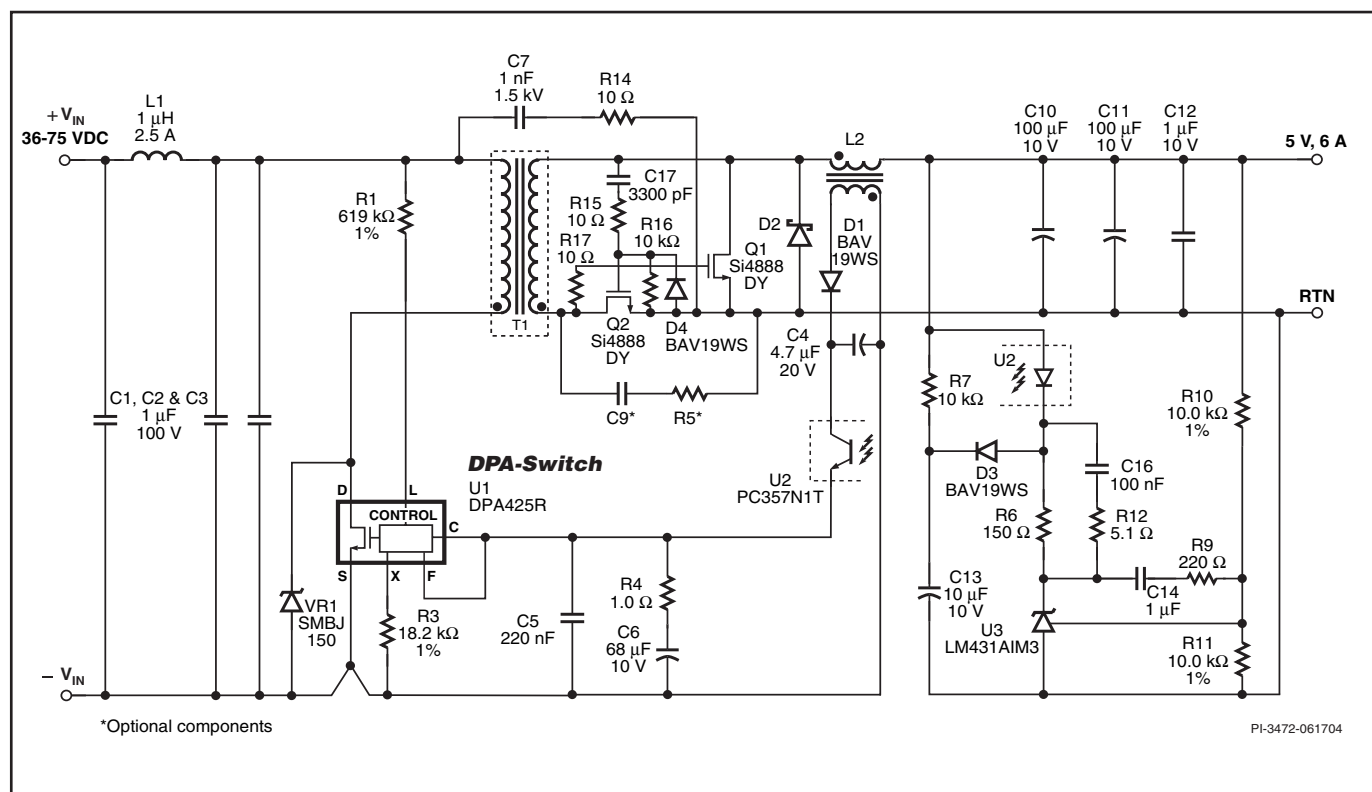 C7
1 nF
1.5 kV
R14
10 Ω
+ VIN
36-75 VDC
L1
1 µH
2.5 A
C10
100 µF
10 V
C11
100 µF
10 V
C12
1 µF
10 V
5 V, 6 A
L2
R1
619 kΩ
1%
C17
3300 pF
R15
10 Ω
R16
10 kΩ
R17
10 Ω
Q1
Si4888
DY
D2
D1
BAV
19WS
RTN
T1
Q2
Si4888
DY
D4
BAV19WS
C4
4.7 µF
20 V
U2
R7
10 kΩ
R10
10.0 kΩ
1%
C1, C2 & C3
1 µF
100 V
C9*
R5*
DPA-Switch
U1
DPA425R
D
L
CONTROL
C
S
X
F
U2
PC357N1T
D3
BAV19WS
C16
100 nF
R6
150 Ω
R12
5.1 Ω
R9
220 Ω
C13
10 µF
10 V
C14
1 µF
U3
LM431AIM3
R11
10.0 kΩ
1%
VR1
SMBJ
150
R3
18.2 kΩ
1%
C5
220 nF
R4
1.0 Ω
C6
68 µF
10 V
− VIN
*Optional components
PI-3472-061704